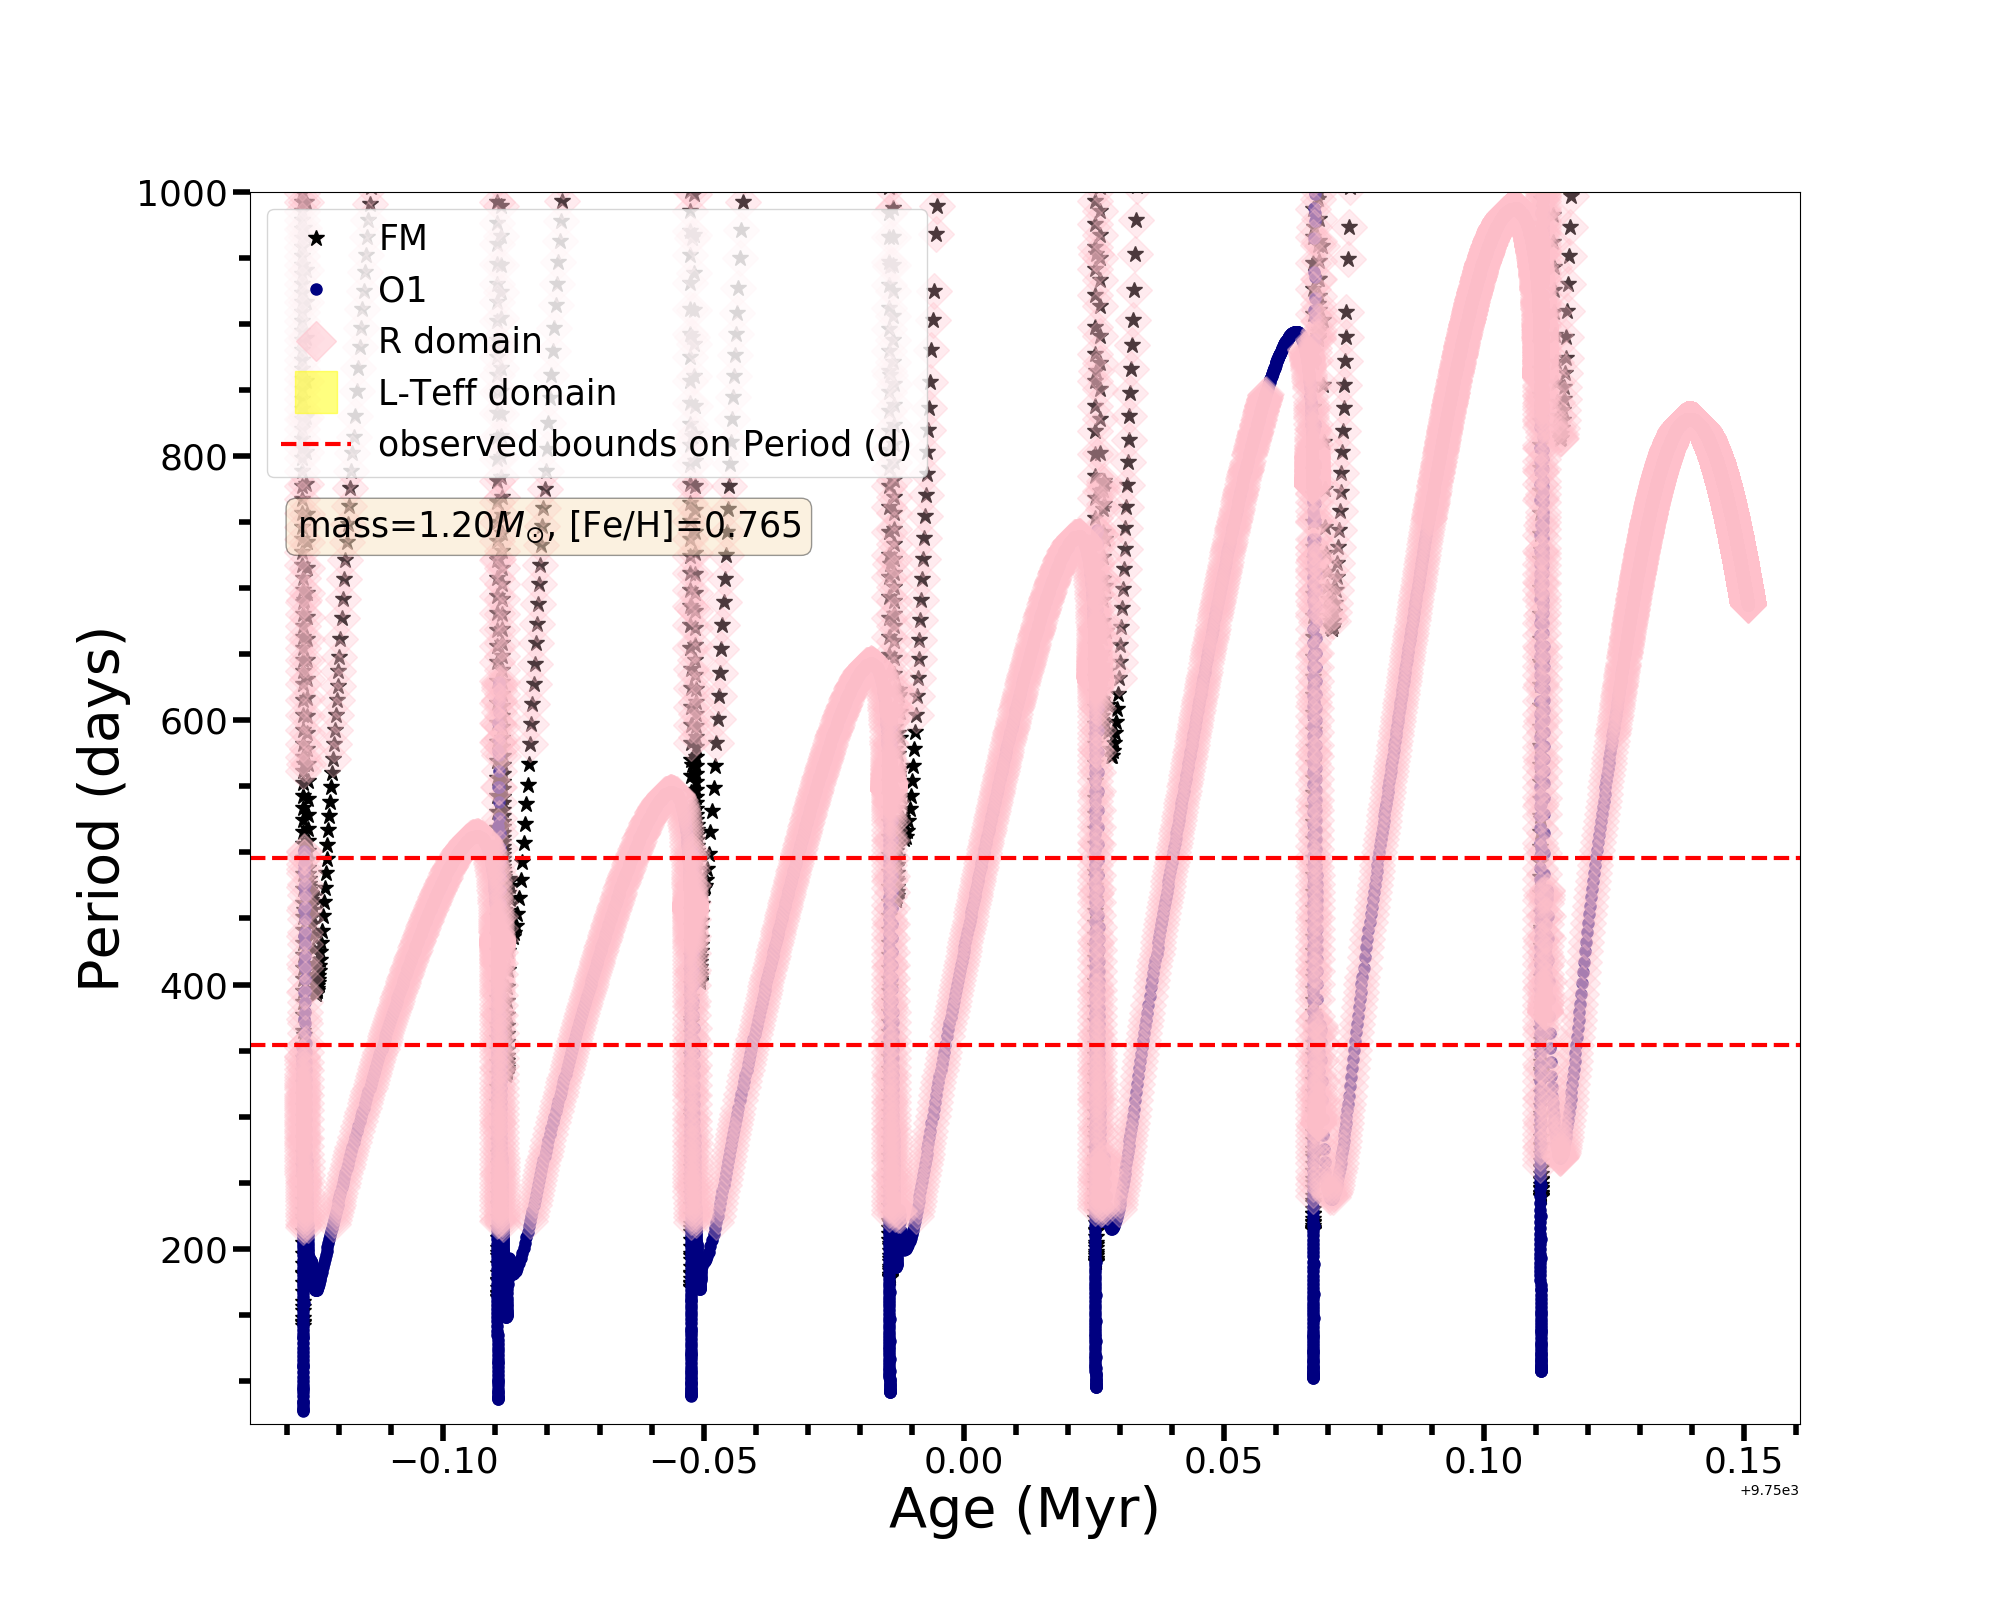 1000
800
600
400
200
Period (days)
FM
O1
R domain
L-Teff domain
observed bounds on Period (d)
mass=1.20M⊙, [Fe/H]=0.765
−0.10 −0.05 0.00 0.05 0.10 0.15
+9.75e3
Age (Myr)